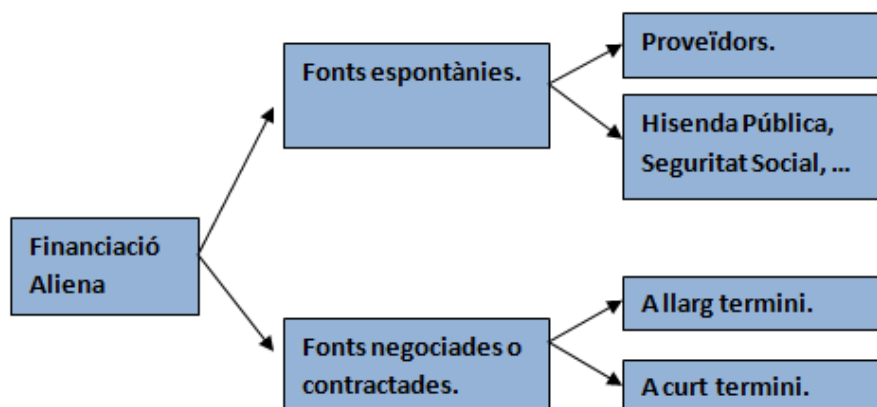 Financiació
Aliena
Fonts espontànies.
Proveïdors.
Hisenda Pública,
Seguritat Social, ...
Fonts negociades o
contractades.
A llarg termini.
A curt termini.